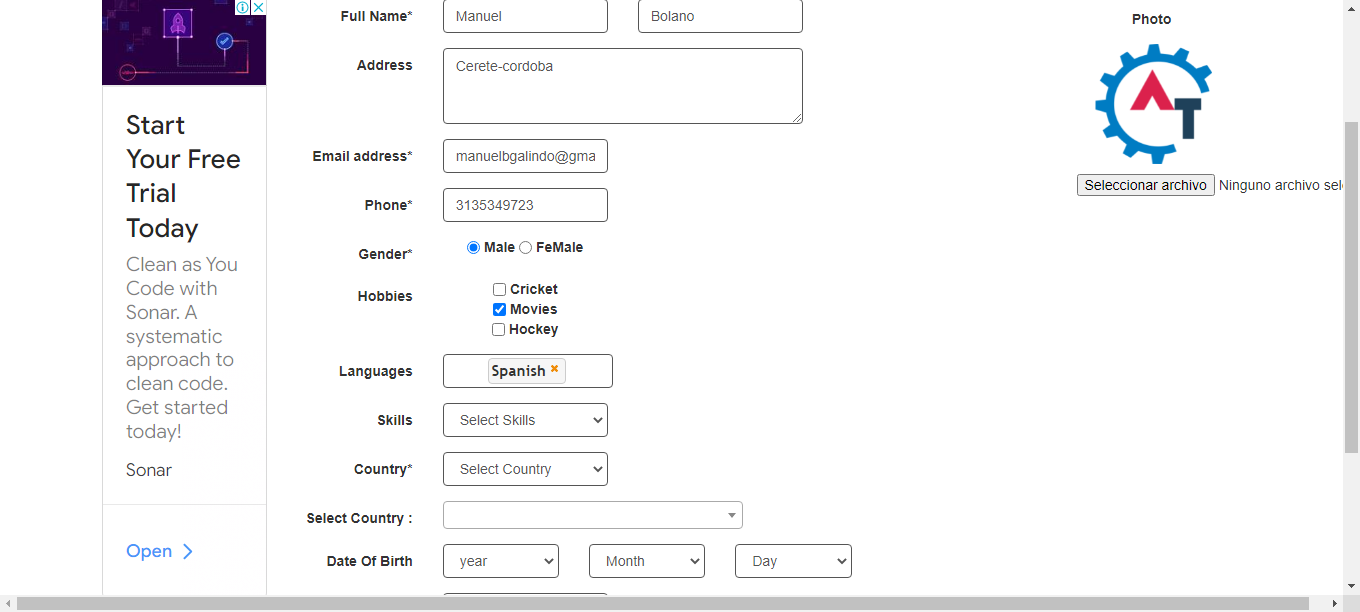 Start
Your Free
Trial
Today
Clean as You
Code with
Sonar. A
systematic
approach to
clean code.
Get started
today!
Sonar
Open
Full Name*
Manuel
Bolano
Address
Cerete-cordoba
Email address*
manuelbgalindo@gma
Phone*
3135349723
Gender*
Male
FeMale
Hobbies
Cricket
Movies
Hockey
Languages
Spanish
Skills
Select Skills
Country*
Select Country
Select Country :
Date Of Birth
year
Month
Day
Photo
AT
Seleccionar archivo
Ninguno archivo sel